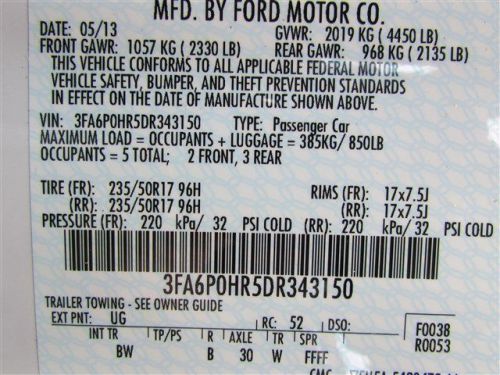 MFD. BY FORD MOTOR CO.
DATE: 05/13 GVWR: 2019 KG ( 4450 LB)
FRONT GAWR: 1057 KG ( 2330 LB) REAR GAWR: 968 KG ( 2135 LB)
THIS VEHICLE CONFORMS TO ALL APPLICABLE FEDERAL MOTOR
VEHICLE SAFETY, BUMPER, AND THEFT PREVENTION STANDARDS
IN EFFECT ON THE DATE OF MANUFACTURE SHOWN ABOVE.
VIN: 3FA6P0HR5DR343150 TYPE: Passenger Car
MAXIMUM LOAD = OCCUPANTS + LUGGAGE = 385KG/ 850LB
OCCUPANTS = 5 TOTAL; 2 FRONT, 3 REAR
TIRE (FR): 235/50R17 96H RIMS (FR): 17x7.5J
(RR): 235/50R17 96H (RR): 17x7.5J
PRESSURE (FR): 220 kPa/ 32 PSI COLD (RR): 220 kPa/ 32 PSI COLD
3FA6P0HR5DR343150
TRAILER TOWING - SEE OWNER GUIDE
EXT PNT: UG RC: 52 DSO: F0038
INT TR TP/PS R AXLE TR SPR R0053
BW B 30 W FFFF